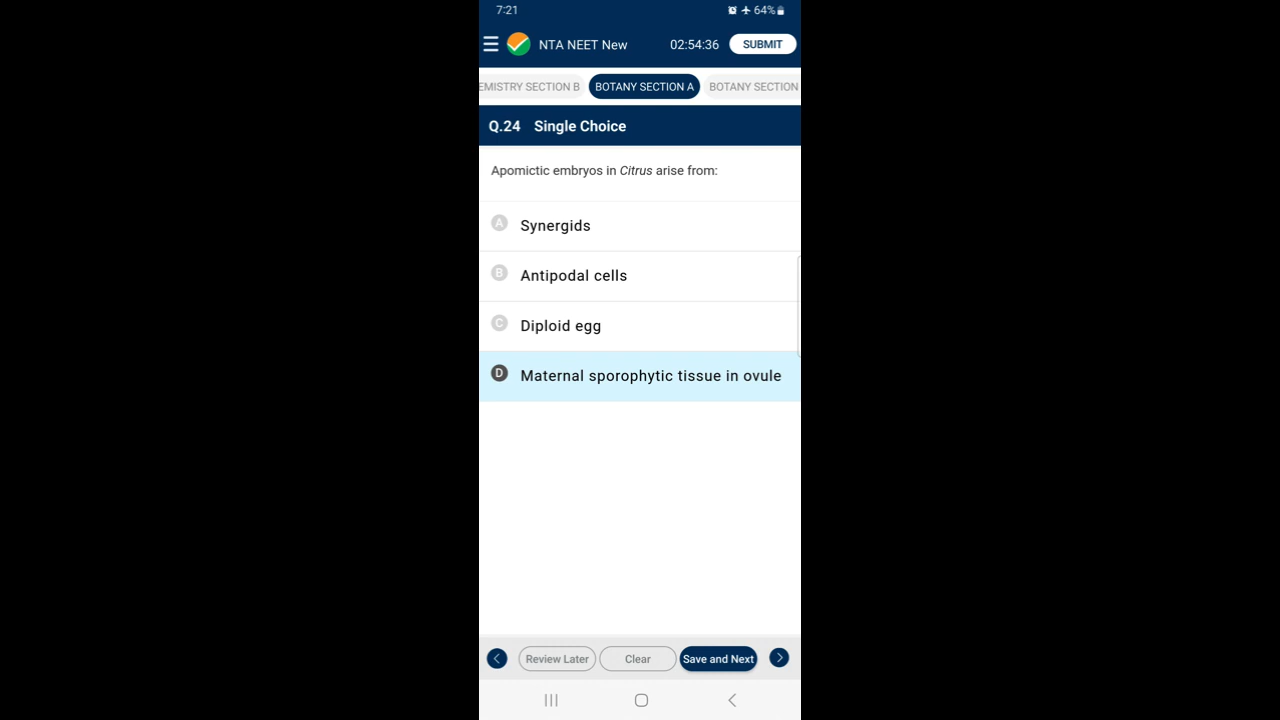 7:21 64%
NTA NEET New 02:54:36 SUBMIT
EMISTRY SECTION B BOTANY SECTION A BOTANY SECTION
Q.24 Single Choice
Apomictic embryos in Citrus arise from:
A Synergids
B Antipodal cells
C Diploid egg
D Maternal sporophytic tissue in ovule
Review Later Clear Save and Next